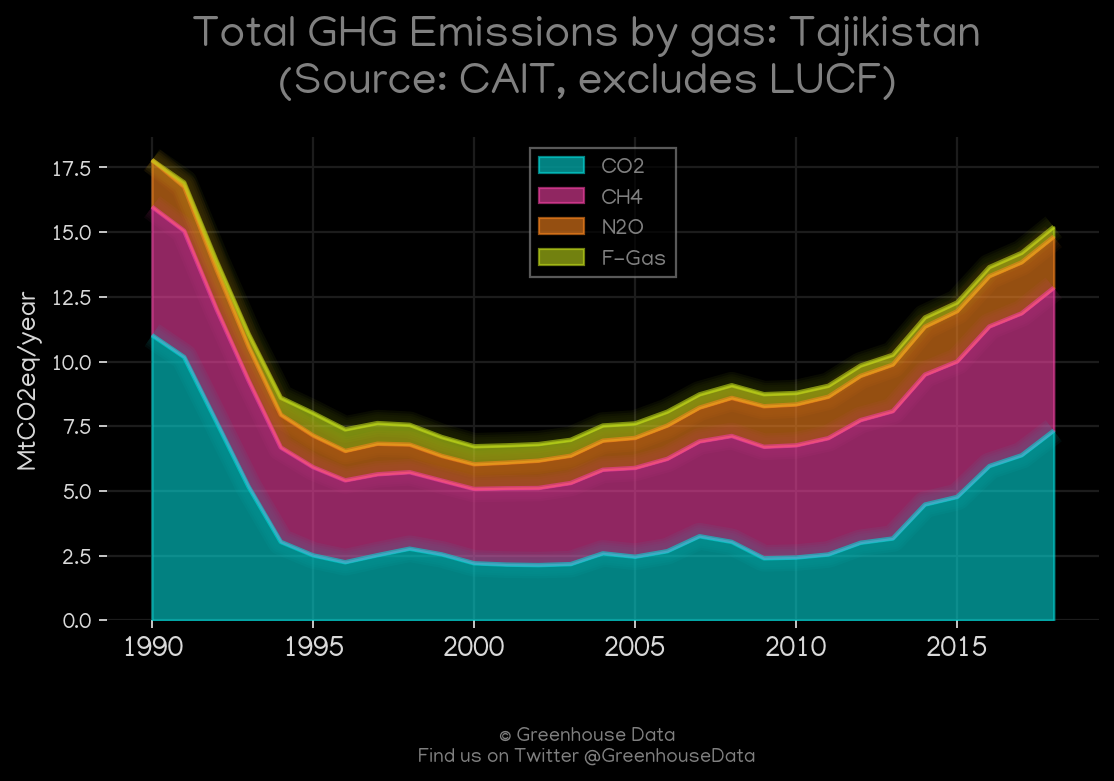 Total GHG Emissions by gas: Tajikistan
(Source: CAIT, excludes LUCF)
17.5
15.0
12.5
10.0
7.5
5.0
2.5
0.0
MtCO2eq/year
CO2
CH4
N2O
F-Gas
1990 1995 2000 2005 2010 2015
© Greenhouse Data
Find us on Twitter @GreenhouseData